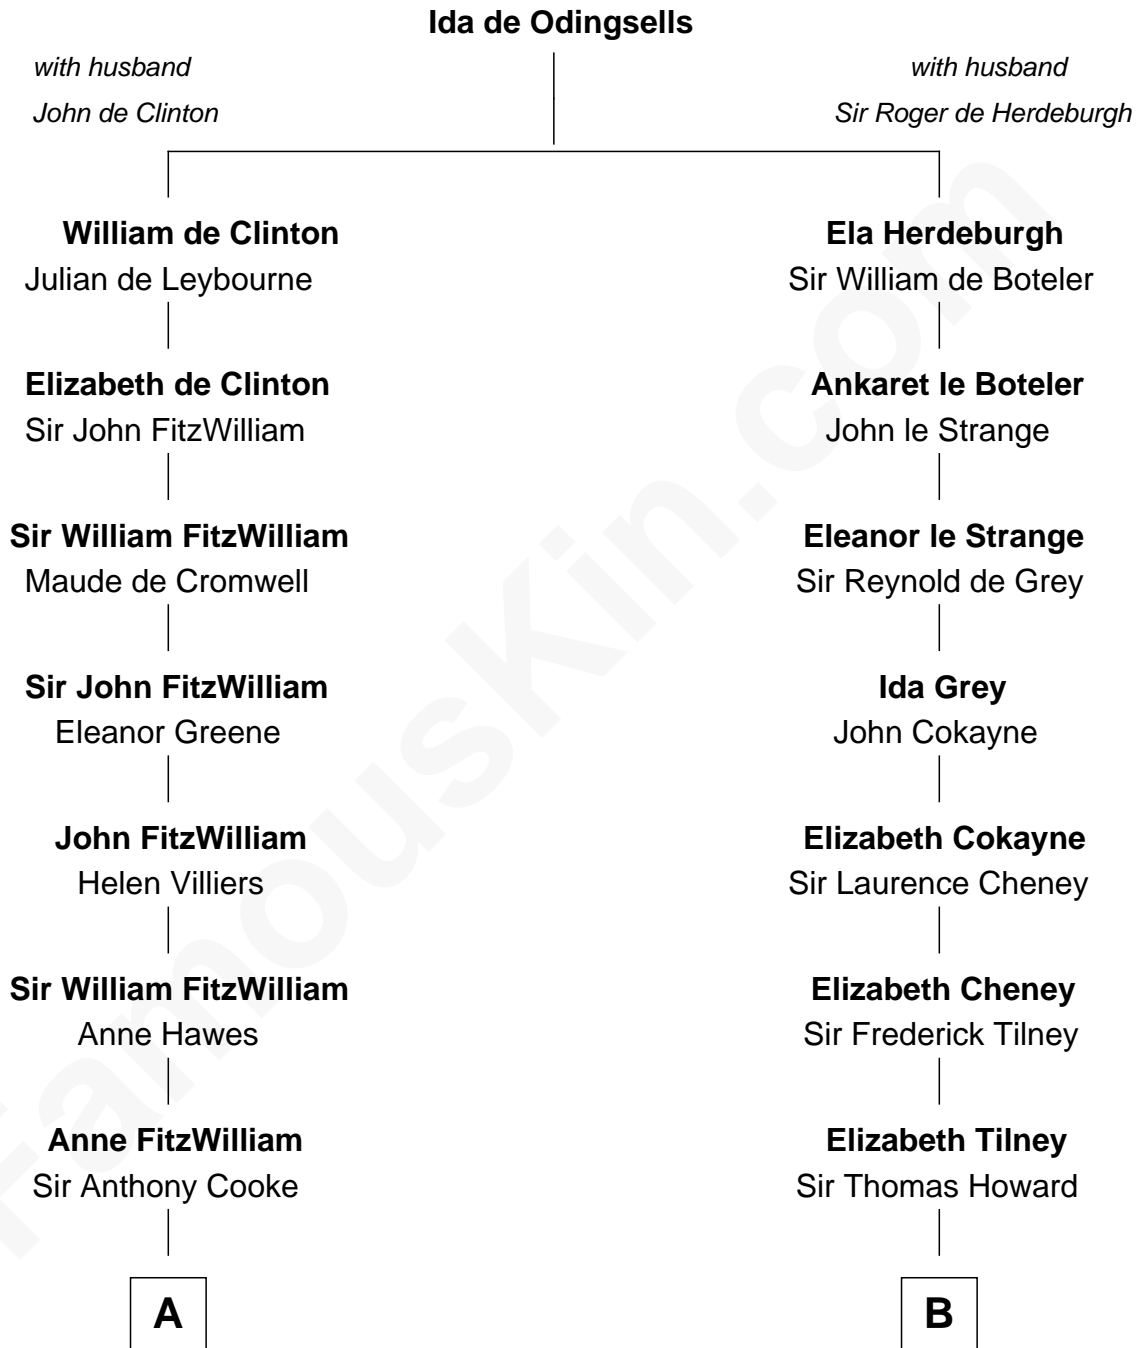 Ida de Odingsells
with husband
John de Clinton
with husband
Sir Roger de Herdeburgh
William de Clinton
Julian de Leybourne
Ela Herdeburgh
Sir William de Boteler
Elizabeth de Clinton
Sir John FitzWilliam
Ankaret le Boteler
John le Strange
Sir William FitzWilliam
Maude de Cromwell
Eleanor le Strange
Sir Reynold de Grey
Sir John FitzWilliam
Eleanor Greene
Ida Grey
John Cokayne
John FitzWilliam
Helen Villiers
Elizabeth Cokayne
Sir Laurence Cheney
Sir William FitzWilliam
Anne Hawes
Elizabeth Cheney
Sir Frederick Tilney
Anne FitzWilliam
Sir Anthony Cooke
Elizabeth Tilney
Sir Thomas Howard
A
B
FamousKin.com